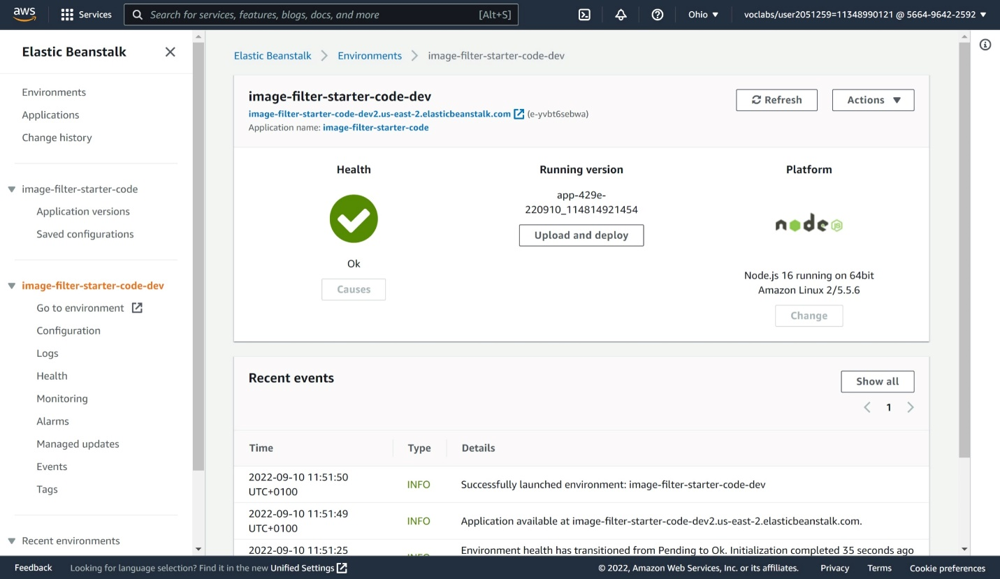 aws
Services
Search for services, features, blogs, docs, and more [Alt+S]
Ohio ▼
voclabs/user2051259=11348990121 @ 5664-9642-2592 ▼
Elastic Beanstalk
Environments
Applications
Change history
image-filter-starter-code
Application versions
Saved configurations
image-filter-starter-code-dev
Go to environment
Configuration
Logs
Health
Monitoring
Alarms
Managed updates
Events
Tags
Recent environments
Elastic Beanstalk > Environments > image-filter-starter-code-dev
image-filter-starter-code-dev
image-filter-starter-code-dev2.us-east-2.elasticbeanstalk.com (e-yvbt6sebwa)
Application name: image-filter-starter-code
Refresh
Actions ▼
Health
Ok
Causes
Running version
app-429e-
220910_114814921454
Upload and deploy
Platform
node JS
Node.js 16 running on 64bit
Amazon Linux 2/5.5.6
Change
Recent events
Show all
1
Time Type Details
2022-09-10 11:51:50
UTC+0100
INFO
Successfully launched environment: image-filter-starter-code-dev
2022-09-10 11:51:49
UTC+0100
INFO
Application available at image-filter-starter-code-dev2.us-east-2.elasticbeanstalk.com.
2022-09-10 11:51:25
INFO
Environment health has transitioned from Pending to Ok. Initialization completed 35 seconds ago
Feedback
Looking for language selection? Find it in the new Unified Settings
© 2022, Amazon Web Services, Inc. or its affiliates.
Privacy
Terms
Cookie preferences